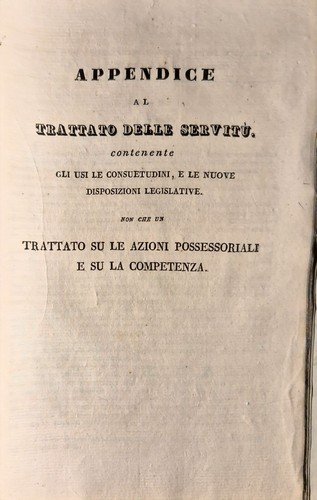 APPENDICE
AL
TRATTATO DELLE SERVITÙ.
contenente
GLI USI LE CONSUETUDINI, E LE NUOVE
DISPOSIZIONI LEGISLATIVE.
NON CHE UN
TRATTATO SU LE AZIONI POSSESSORIALI
E SU LA COMPETENZA.